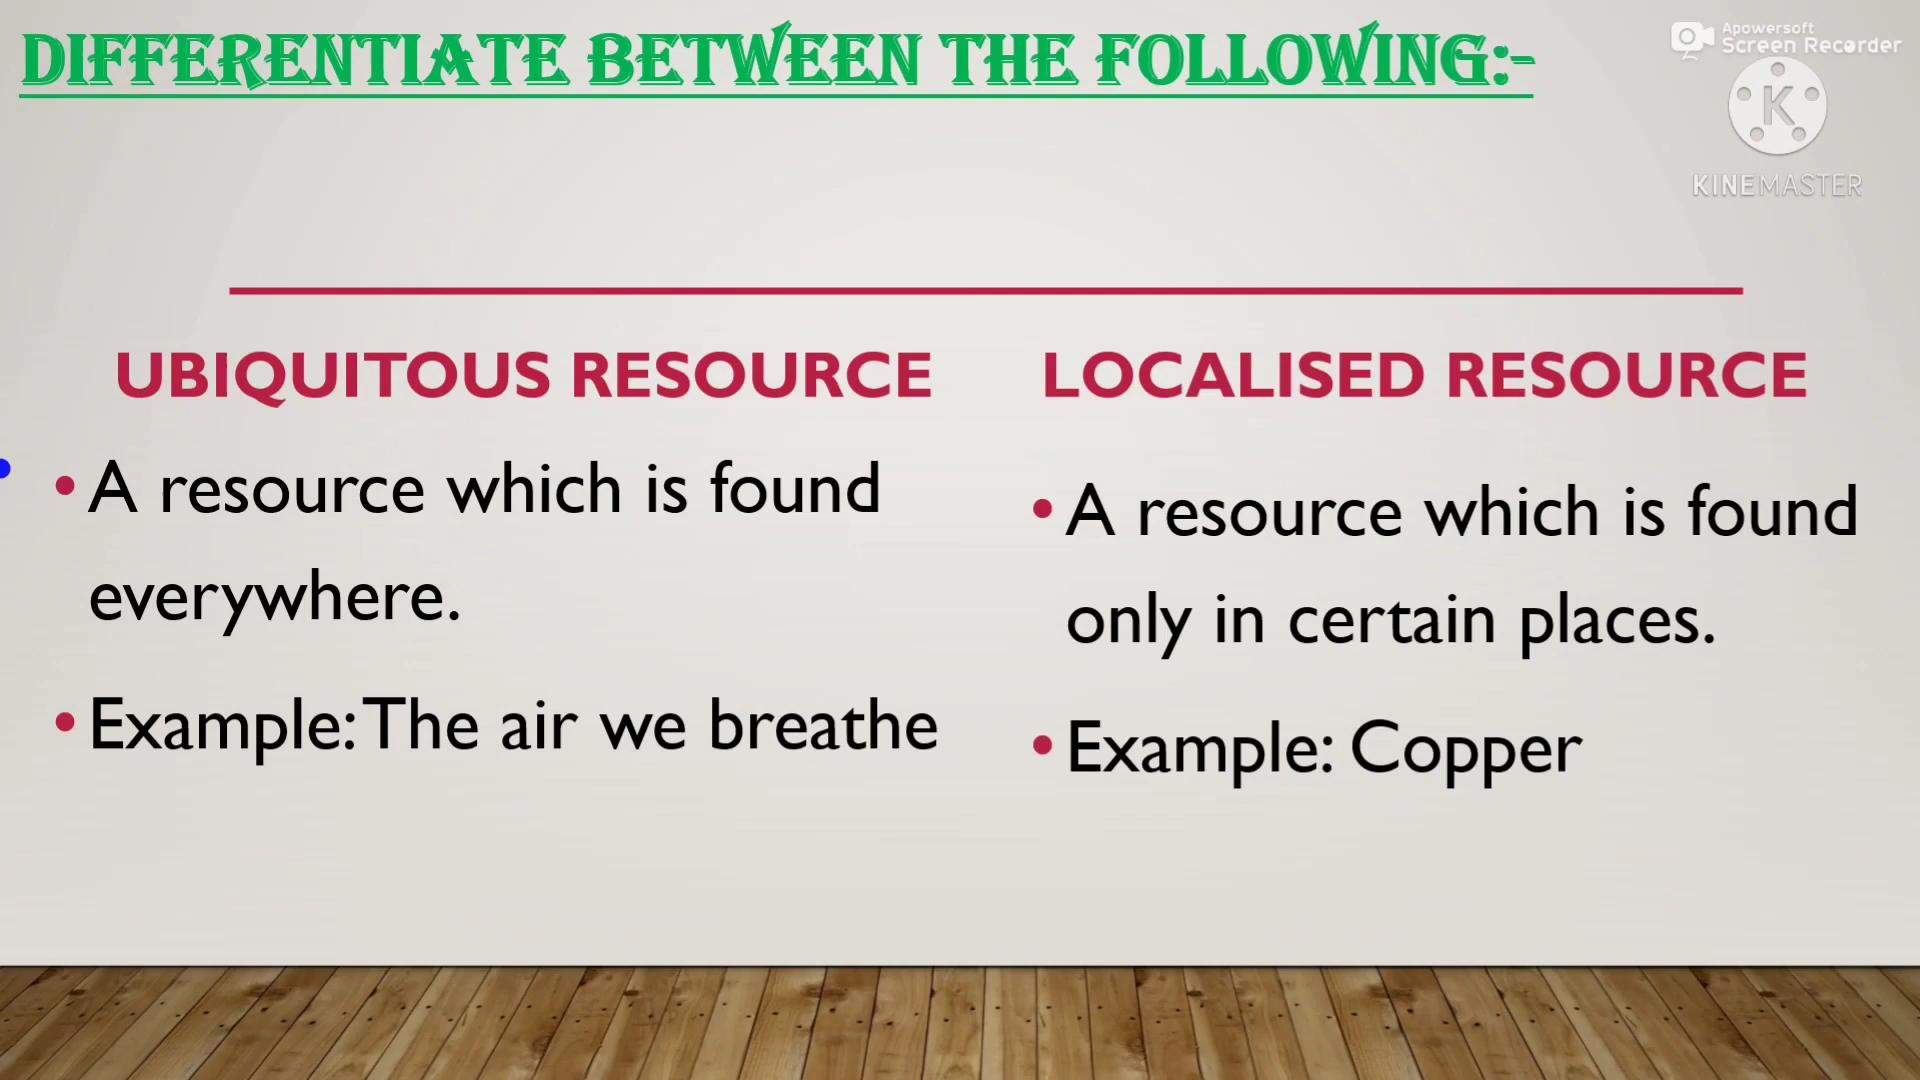 DIFFERENTIATE BETWEEN THE FOLLOWING:-
Apowersoft
Screen Recorder
K
KINEMASTER
UBIQUITOUS RESOURCE
• A resource which is found
everywhere.
• Example: The air we breathe
LOCALISED RESOURCE
• A resource which is found
only in certain places.
• Example: Copper